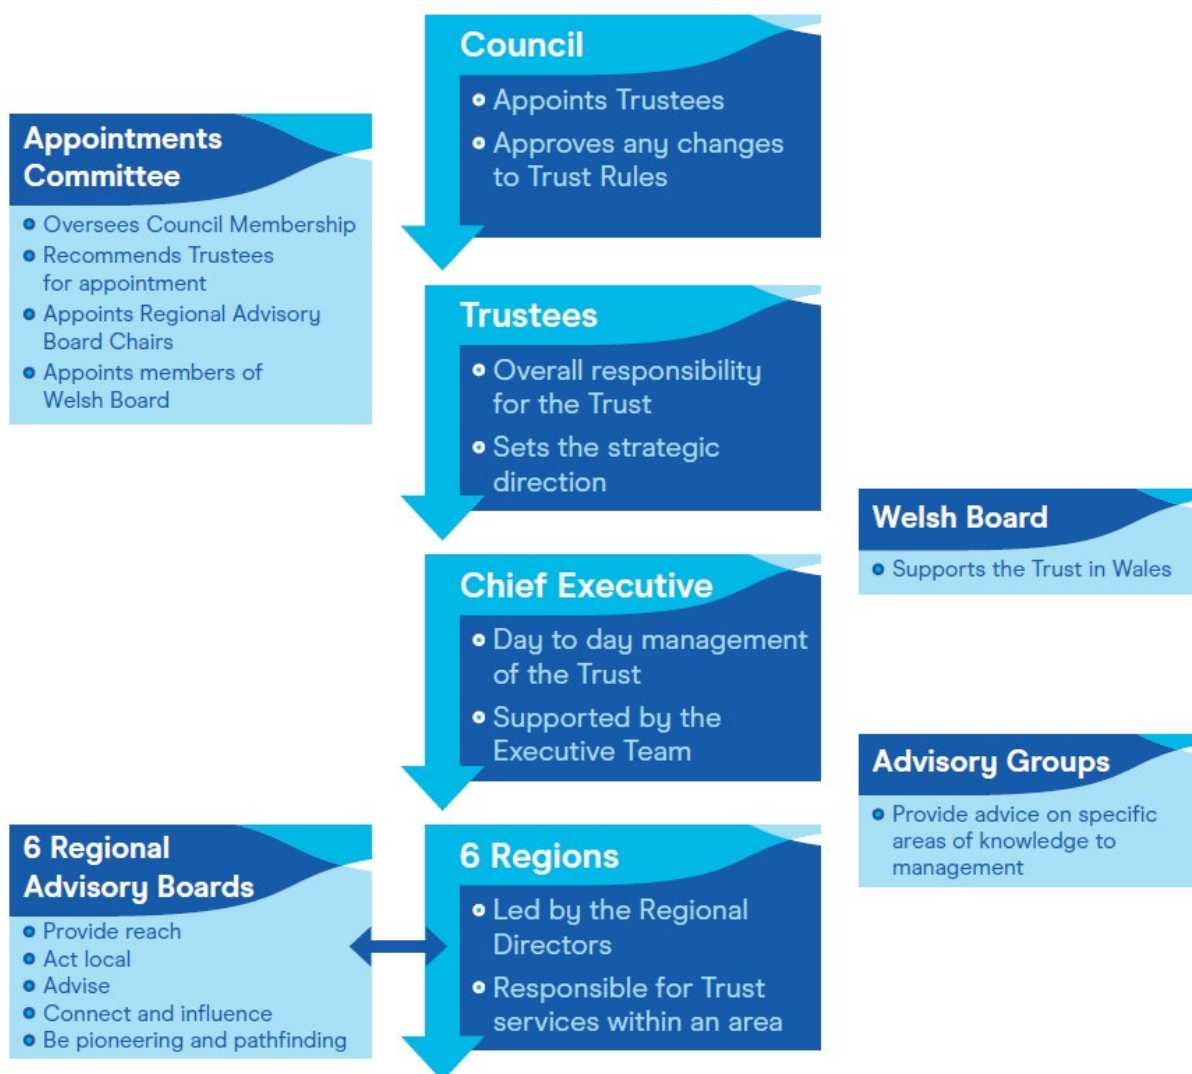 Council
Appoints Trustees
Approves any changes
to Trust Rules
Appointments
Committee
Oversees Council Membership
Recommends Trustees
for appointment
Appoints Regional Advisory
Board Chairs
Appoints members of
Welsh Board
Trustees
Overall responsibility
for the Trust
Sets the strategic
direction
Welsh Board
Supports the Trust in Wales
Chief Executive
Day to day management
of the Trust
Supported by the
Executive Team
Advisory Groups
Provide advice on specific
areas of knowledge to
management
6 Regional
Advisory Boards
Provide reach
Act local
Advise
Connect and influence
Be pioneering and pathfinding
6 Regions
Led by the Regional
Directors
Responsible for Trust
services within an area